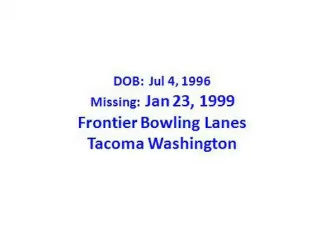 DOB: Jul 4, 1996
Missing: Jan 23, 1999
Frontier Bowling Lanes
Tacoma Washington